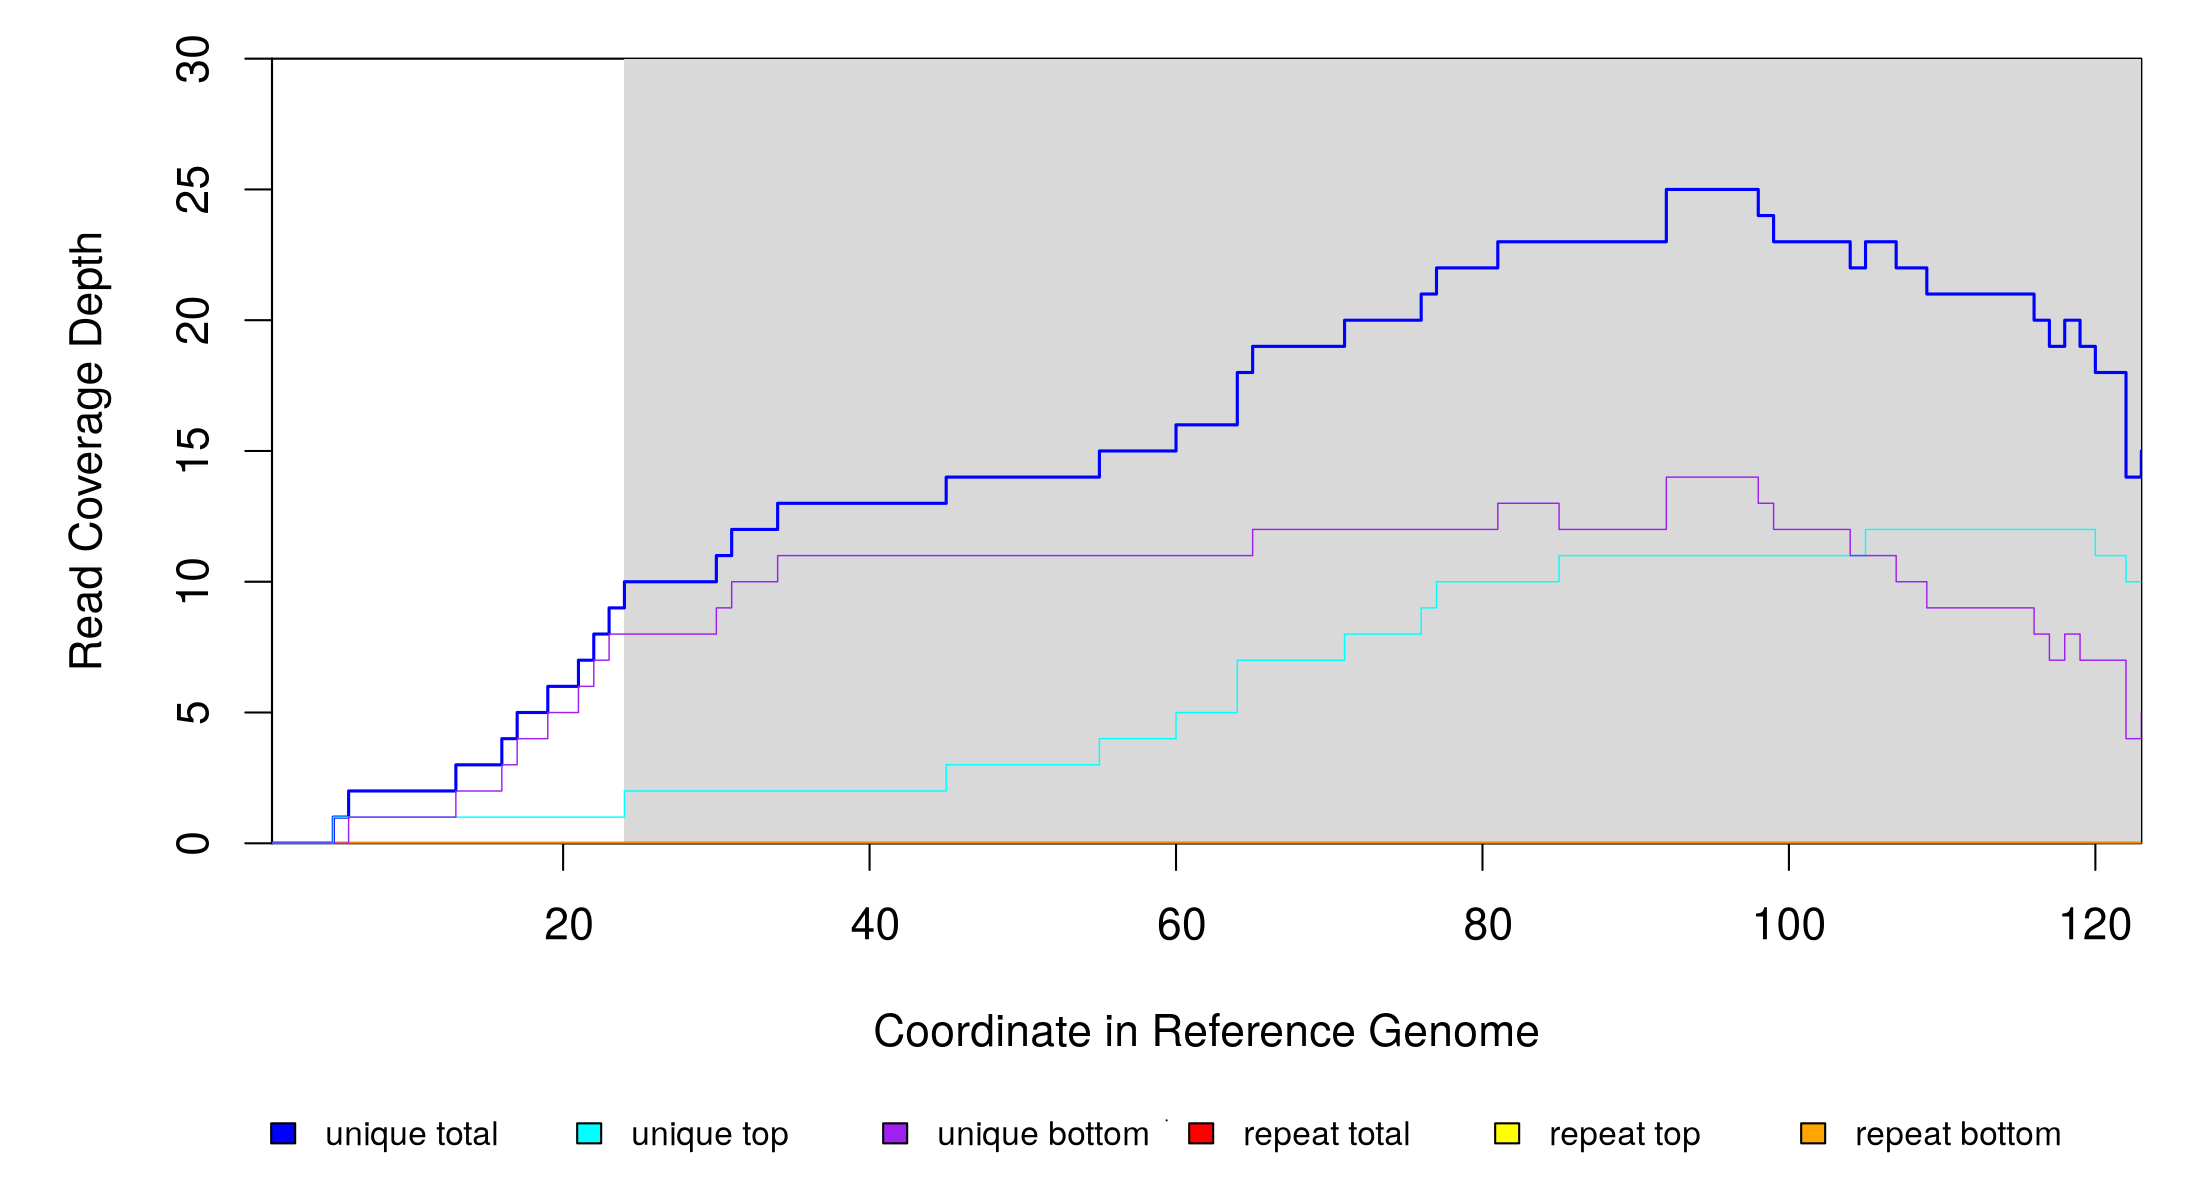 30
25
20
15
10
5
0
Read Coverage Depth
20 40 60 80 100 120
Coordinate in Reference Genome
unique total unique top unique bottom repeat total repeat top repeat bottom